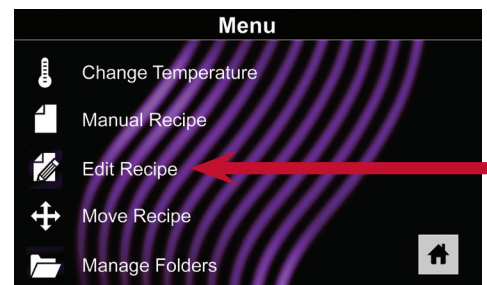 Menu
Change Temperature
Manual Recipe
Edit Recipe
Move Recipe
Manage Folders